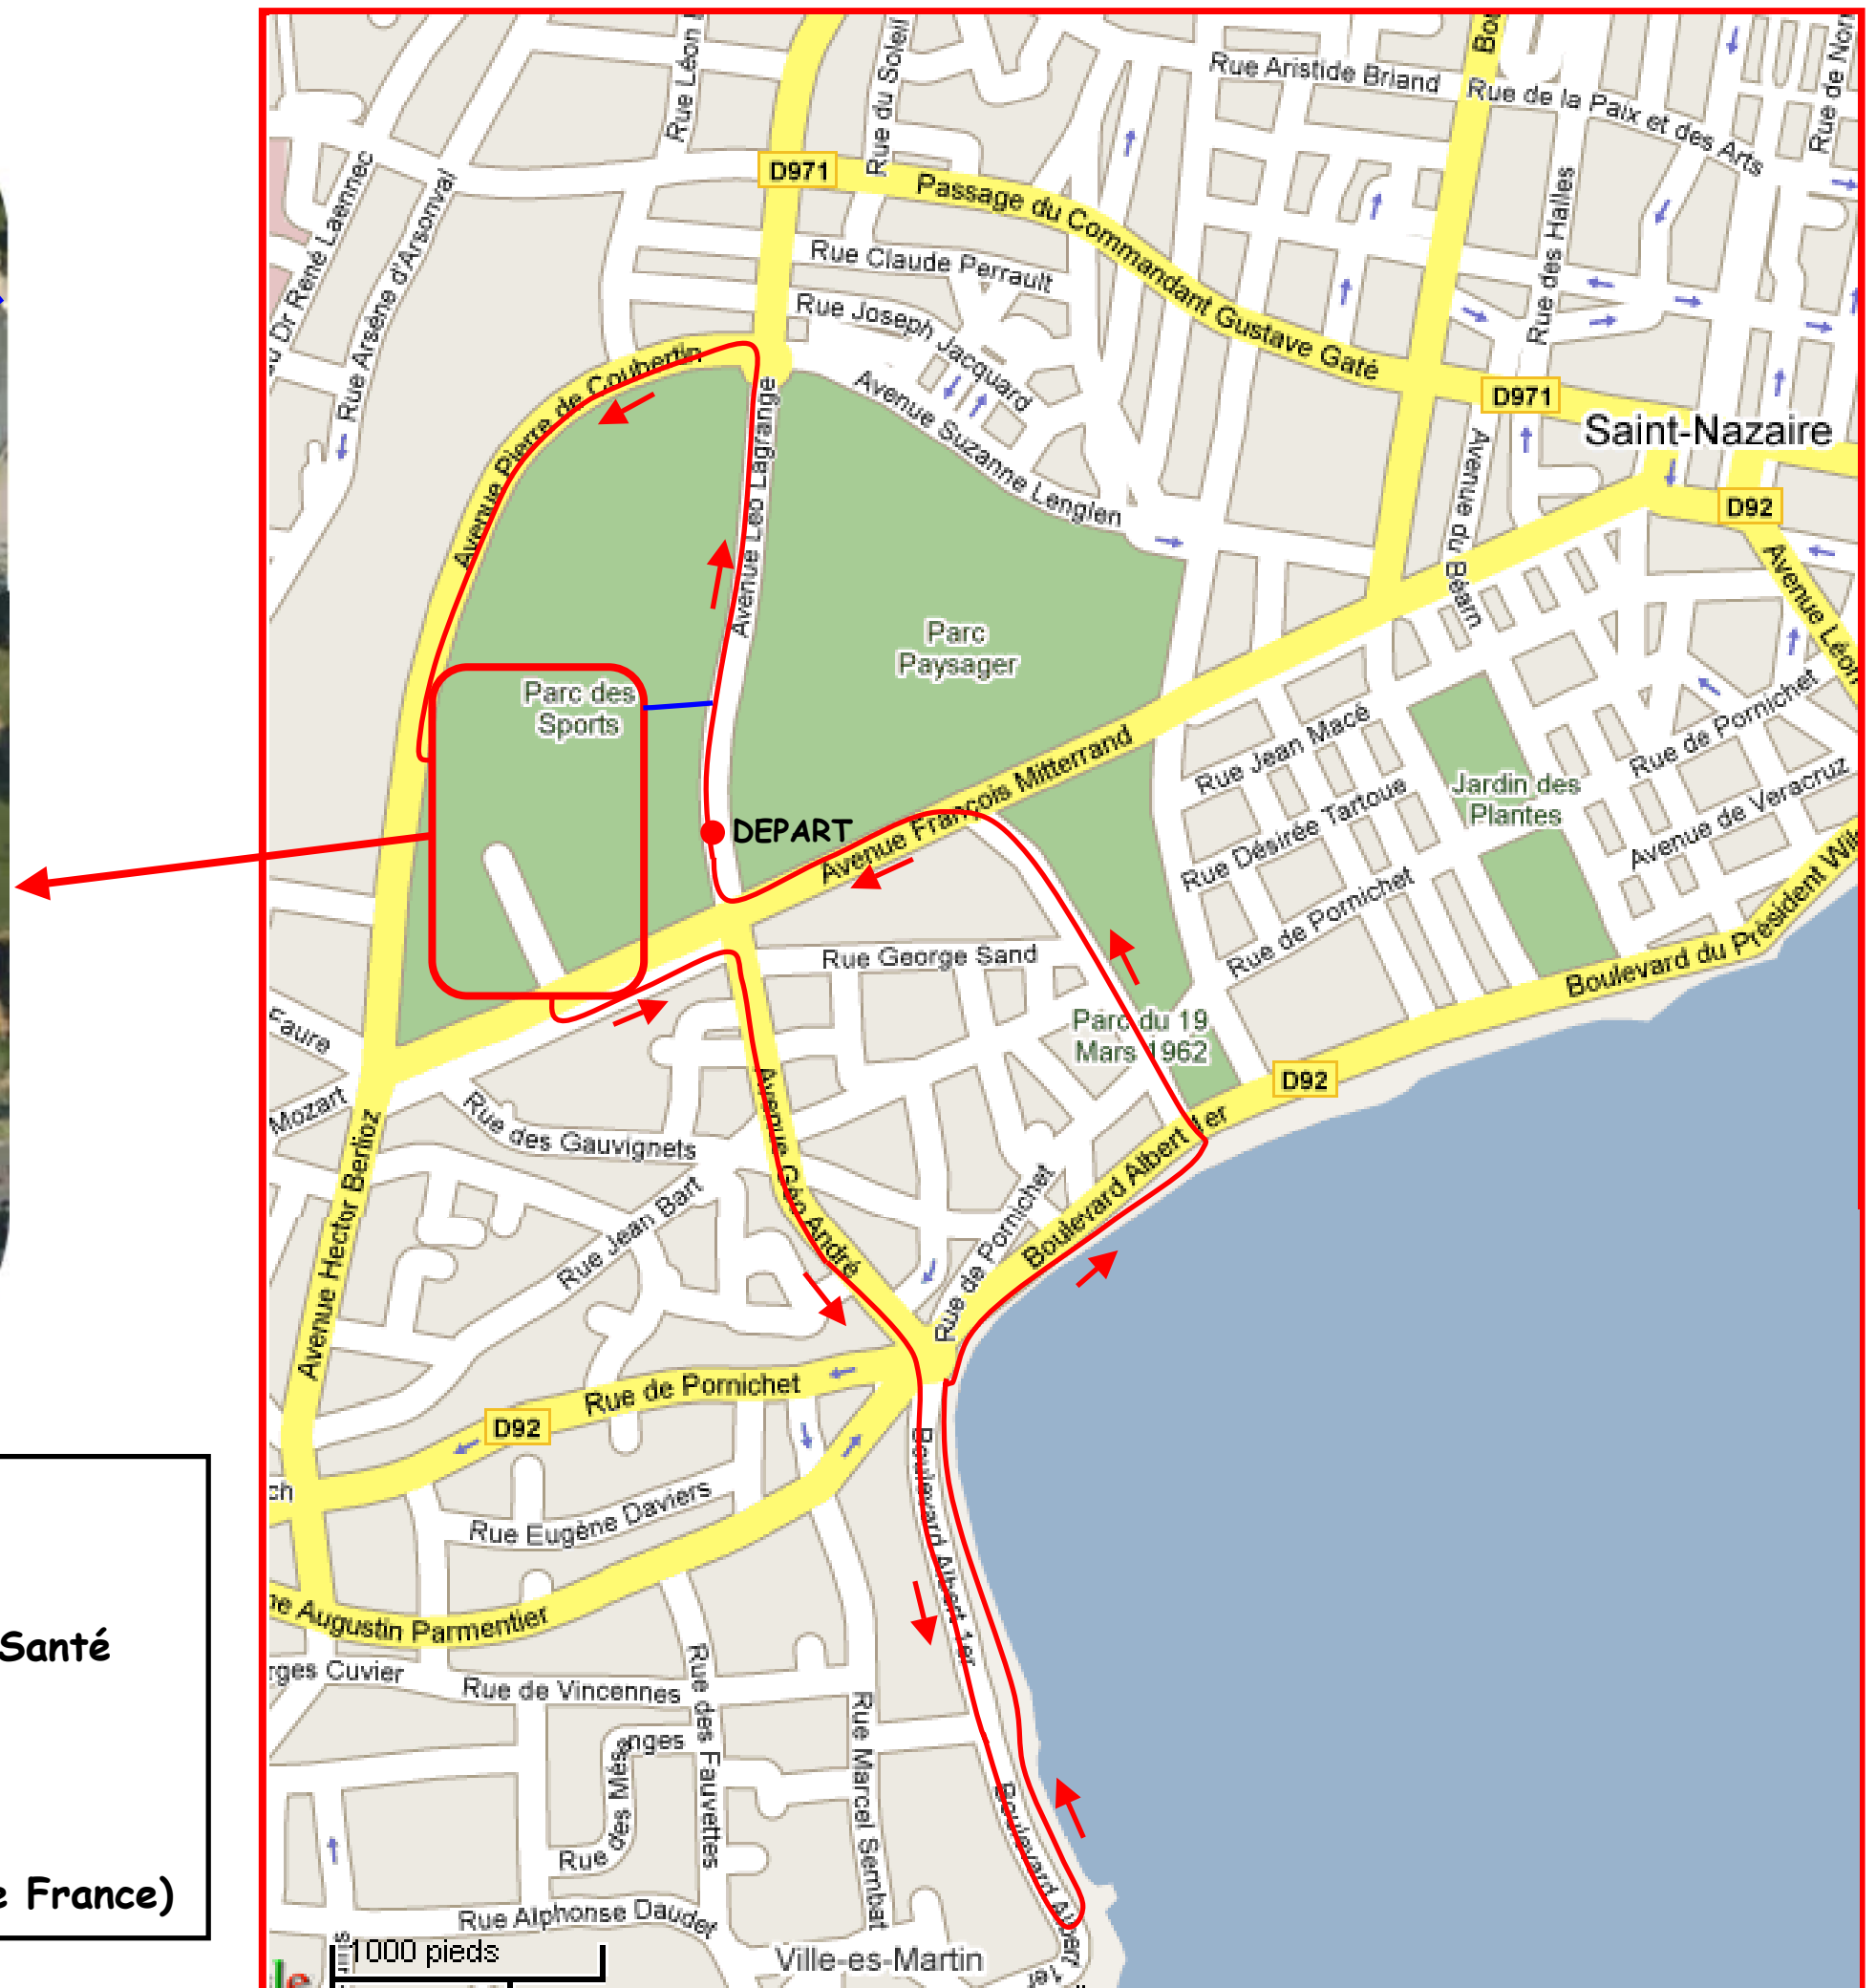 Rue Léon
Rue du Soleil
Rue Aristide Briand
Rue de la Paix et des Arts
Rue de
Dr René Laennec
Rue Arsène d'Arsonval
D971
Passage du Commandant Gustave Gaté
Rue des Halles
Rue Claude Perrault
Rue Joseph Jacquard
Avenue Pierre de Coubertin
Avenue Léo Lagrange
Avenue Suzanne Lenglen
D971
Saint-Nazaire
Avenue du Béarn
D92
Avenue Léon
Parc
Paysager
Parc des
Sports
Avenue François Mitterrand
Rue Jean Macé
Rue Désirée Tartoue
Rue de Pornichet
Jardin des
Plantes
Rue de Pornichet
Avenue de Veracruz
Boulevard du Président
DEPART
Rue George Sand
Faure
Mozart
Parc du 19
Mars 1962
D92
Rue des Gauvignets
Avenue Géo André
Avenue Hector Berlioz
Rue Jean Bart
Rue de Pornichet
Boulevard Albert 1er
Rue de Pornichet
D92
ch
Rue Eugène Daviers
Boulevard Albert 1er
Augustin Parmentier
Santé
Cuvier
Rue de Vincennes
Rue des Fauvettes
Rue des Mésanges
Rue Marcel Sembat
Boulevard Albert 1er
France)
Rue Alphonse Daudet
1000 pieds
Ville-es-Martin